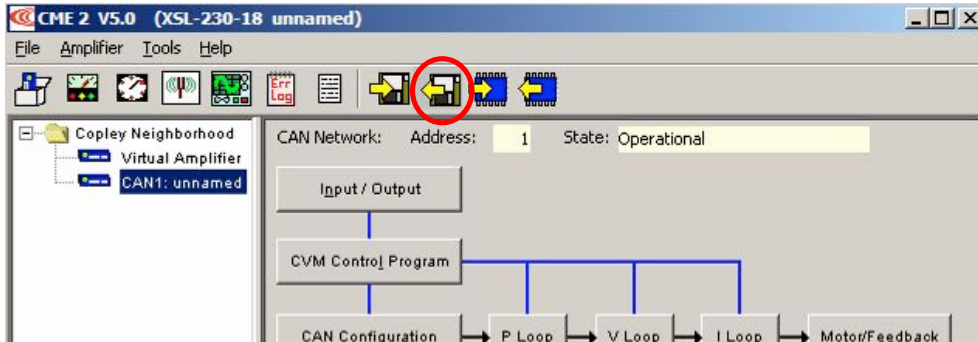 CME 2 V5.0 (XSL-230-18 unnamed)
File Amplifier Tools Help
Err Log
Copley Neighborhood
Virtual Amplifier
CAN1: unnamed
CAN Network: Address: 1 State: Operational
Input / Output
CVM Control Program
CAN Configuration P Loop V Loop I Loop Motor/Feedback